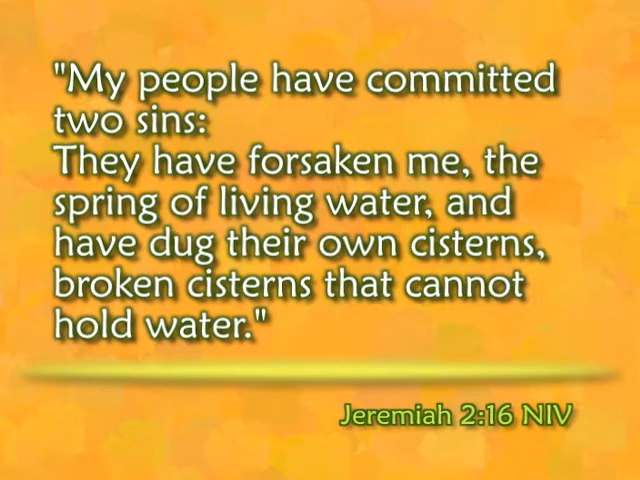 "My people have committed
two sins:
They have forsaken me, the
spring of living water, and
have dug their own cisterns,
broken cisterns that cannot
hold water."
Jeremiah 2:16 NIV